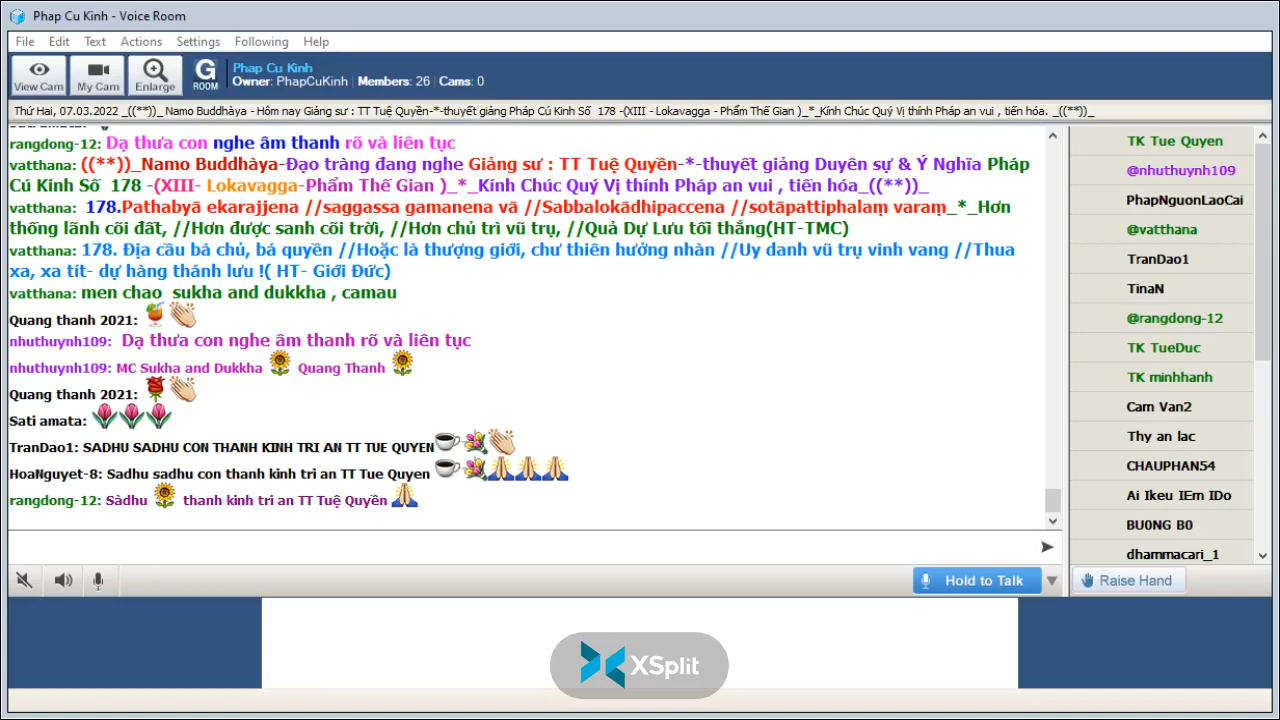 Phap Cu Kinh - Voice Room
File Edit Text Actions Settings Following Help
View Cam My Cam Enlarge G ROOM
Phap Cu Kinh
Owner: PhapCuKinh | Members: 26 | Cams: 0
Thứ Hai, 07.03.2022 _((**))_ Namo Buddhàya - Hôm nay Giảng sư : TT Tuệ Quyền-*-thuyết giảng Pháp Cú Kinh Số 178 -(XIII - Lokavagga - Phẩm Thế Gian )_*_Kính Chúc Quý Vị thính Pháp an vui , tiến hóa. _((**))_
rangdong-12: Dạ thưa con nghe âm thanh rõ và liên tục
vatthana: ((**))_Namo Buddhàya-Đạo tràng đang nghe Giảng sư : TT Tuệ Quyền-*-thuyết giảng Duyên sự & Ý Nghĩa Pháp
Cú Kinh Số 178 -(XIII- Lokavagga-Phẩm Thế Gian )_*_Kính Chúc Quý Vị thính Pháp an vui , tiến hóa_((**))_
vatthana: 178.Pathabyā ekarajjena //saggassa gamanena vā //Sabbalokādhipaccena //sotāpattiphalaṃ varaṃ_*_Hơn
thống lãnh cõi đất, //Hơn được sanh cõi trời, //Hơn chủ trì vũ trụ, //Quả Dự Lưu tối thắng(HT-TMC)
vatthana: 178. Địa cầu bá chủ, bá quyền //Hoặc là thượng giới, chư thiên hưởng nhàn //Uy danh vũ trụ vinh vang //Thua
xa, xa tít- dự hàng thánh lưu !( HT- Giới Đức)
vatthana: men chao sukha and dukkha , camau
Quang thanh 2021:
nhuthuynh109: Dạ thưa con nghe âm thanh rõ và liên tục
nhuthuynh109: MC Sukha and Dukkha Quang Thanh
Quang thanh 2021:
Sati amata:
TranDao1: SADHU SADHU CON THANH KINH TRI AN TT TUE QUYEN
HoaNguyet-8: Sadhu sadhu con thanh kinh tri an TT Tue Quyen
rangdong-12: Sàdhu thanh kinh tri an TT Tuệ Quyền
TK Tue Quyen
@nhuthuynh109
PhapNguonLaoCai
@vatthana
TranDao1
TinaN
@rangdong-12
TK TueDuc
TK minhhanh
Cam Van2
Thy an lac
CHAUPHAN54
Ai lkeu IEm IDo
BU0NG B0
dhammacari_1
Hold to Talk
Raise Hand
XSplit